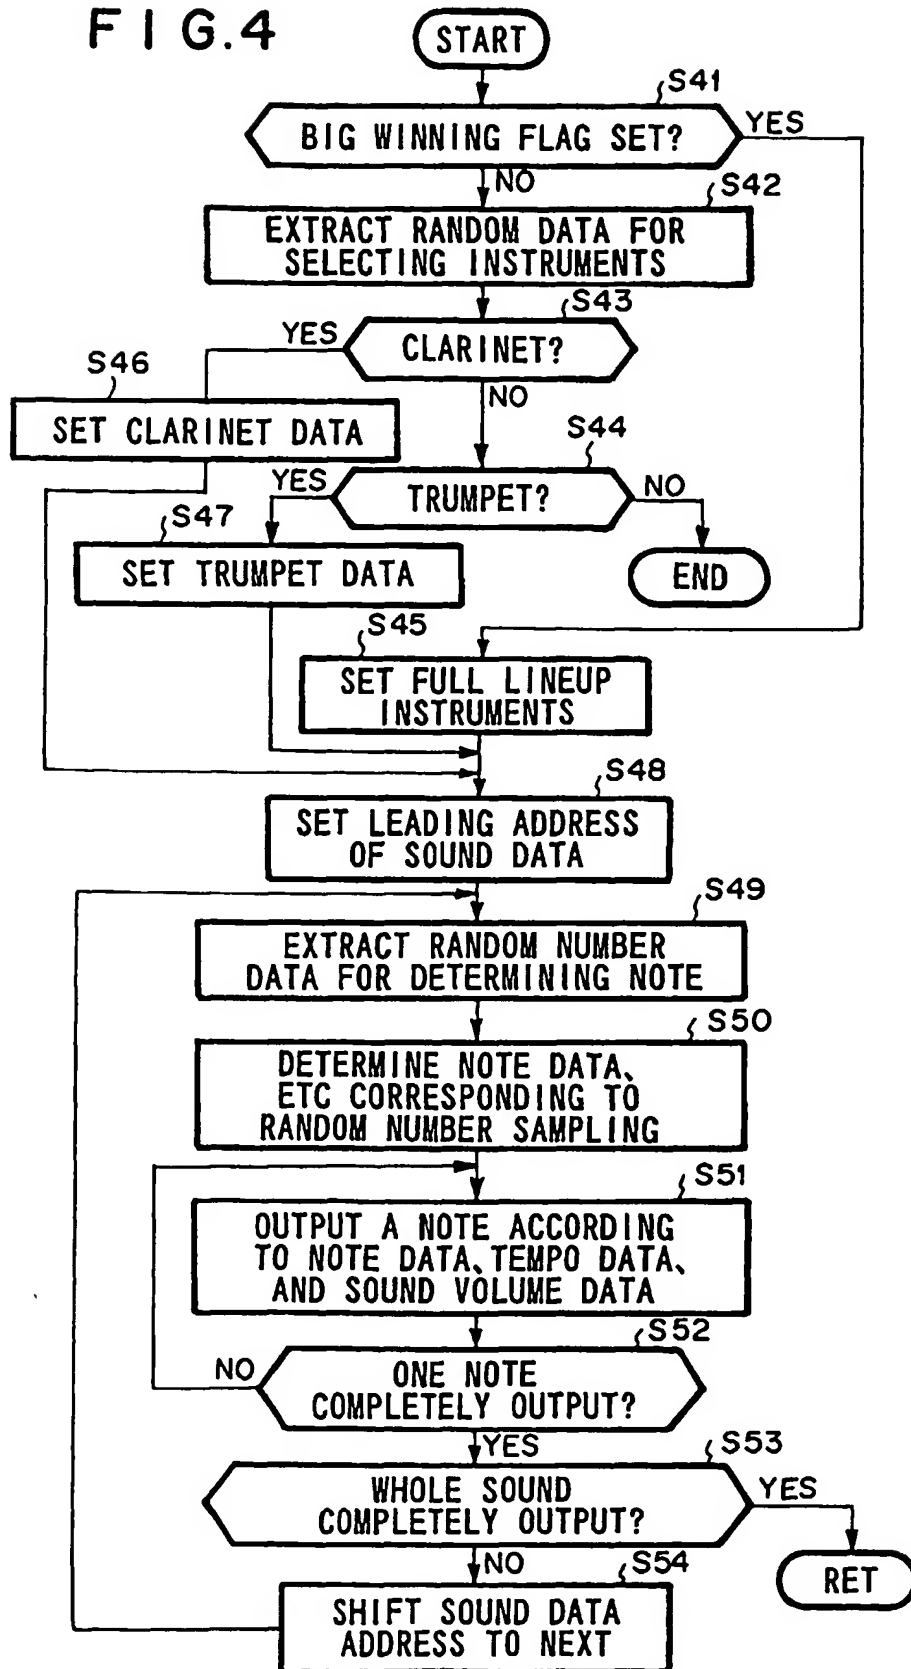 FIG.4
START
S41
BIG WINNING FLAG SET?
YES
NO
S42
EXTRACT RANDOM DATA FOR
SELECTING INSTRUMENTS
S43
YES
CLARINET?
S46
NO
SET CLARINET DATA
S44
YES
TRUMPET?
NO
S47
SET TRUMPET DATA
END
S45
SET FULL LINEUP
INSTRUMENTS
S48
SET LEADING ADDRESS
OF SOUND DATA
S49
EXTRACT RANDOM NUMBER
DATA FOR DETERMINING NOTE
S50
DETERMINE NOTE DATA、
ETC CORRESPONDING TO
RANDOM NUMBER SAMPLING
S51
OUTPUT A NOTE ACCORDING
TO NOTE DATA、TEMPO DATA、
AND SOUND VOLUME DATA
S52
NO
ONE NOTE
COMPLETELY OUTPUT?
YES
S53
WHOLE SOUND
COMPLETELY OUTPUT?
YES
NO
S54
RET
SHIFT SOUND DATA
ADDRESS TO NEXT